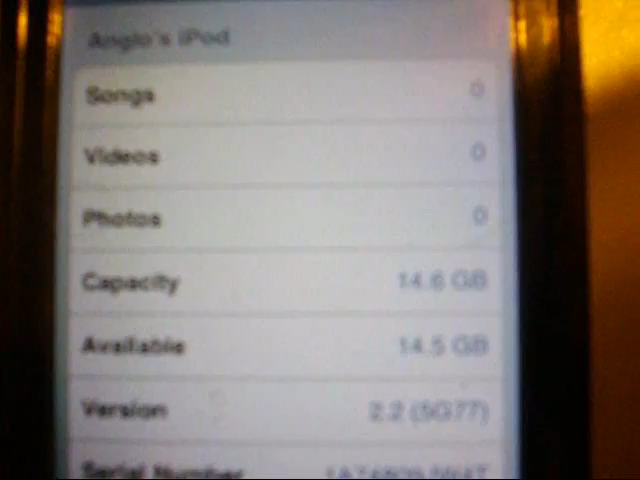 Anglo's iPod
Songs 0
Videos 0
Photos 0
Capacity 14.6 GB
Available 14.5 GB
Version 2.2 (5G77)
Serial Number